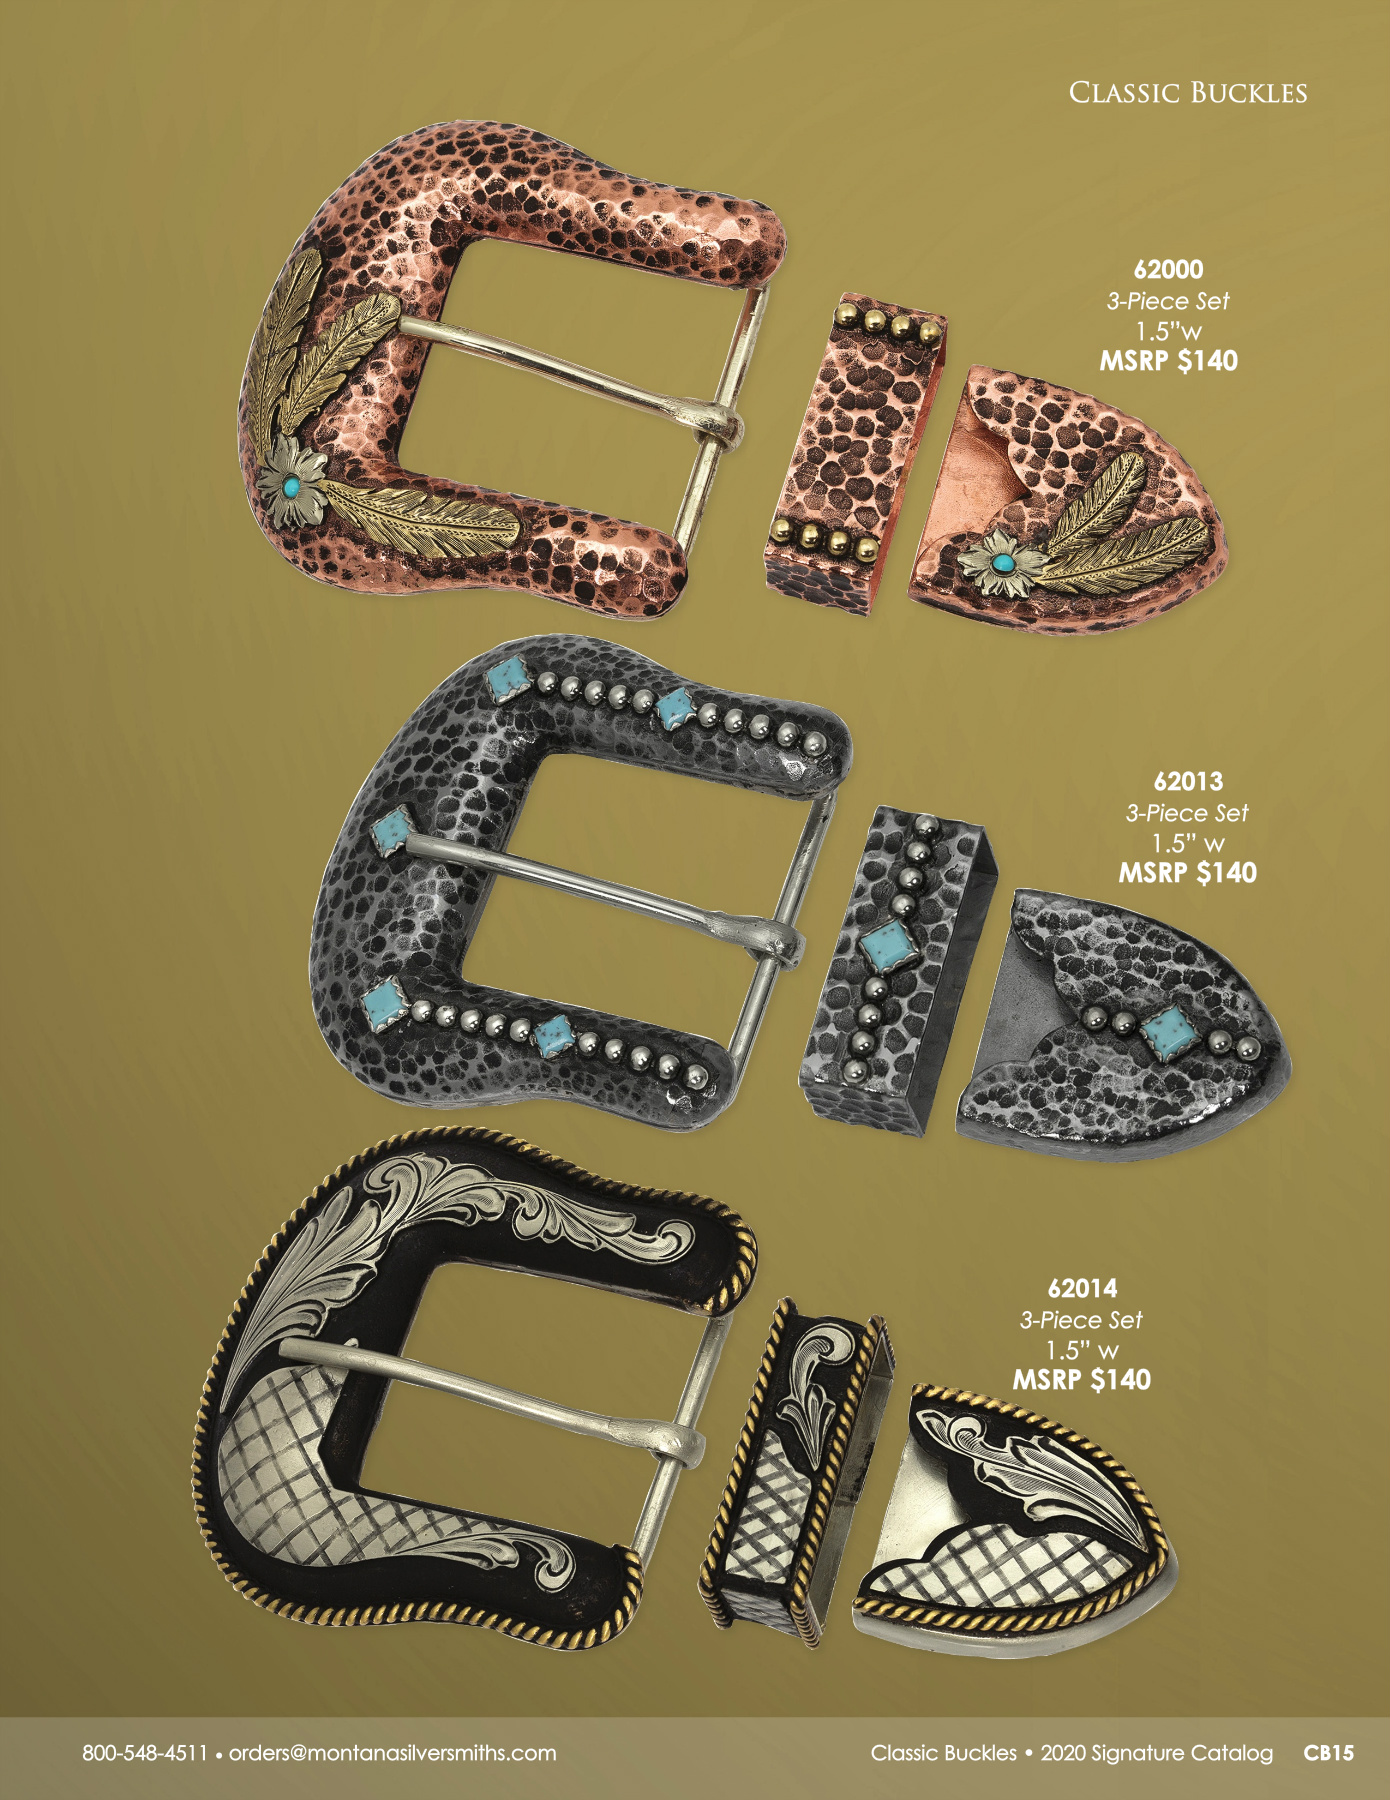 Classic Buckles
62000
3-Piece Set
1.5”w
MSRP $140
62013
3-Piece Set
1.5” w
MSRP $140
62014
3-Piece Set
1.5” w
MSRP $140
800-548-4511 • orders@montanasilversmiths.com
Classic Buckles • 2020 Signature Catalog CB15